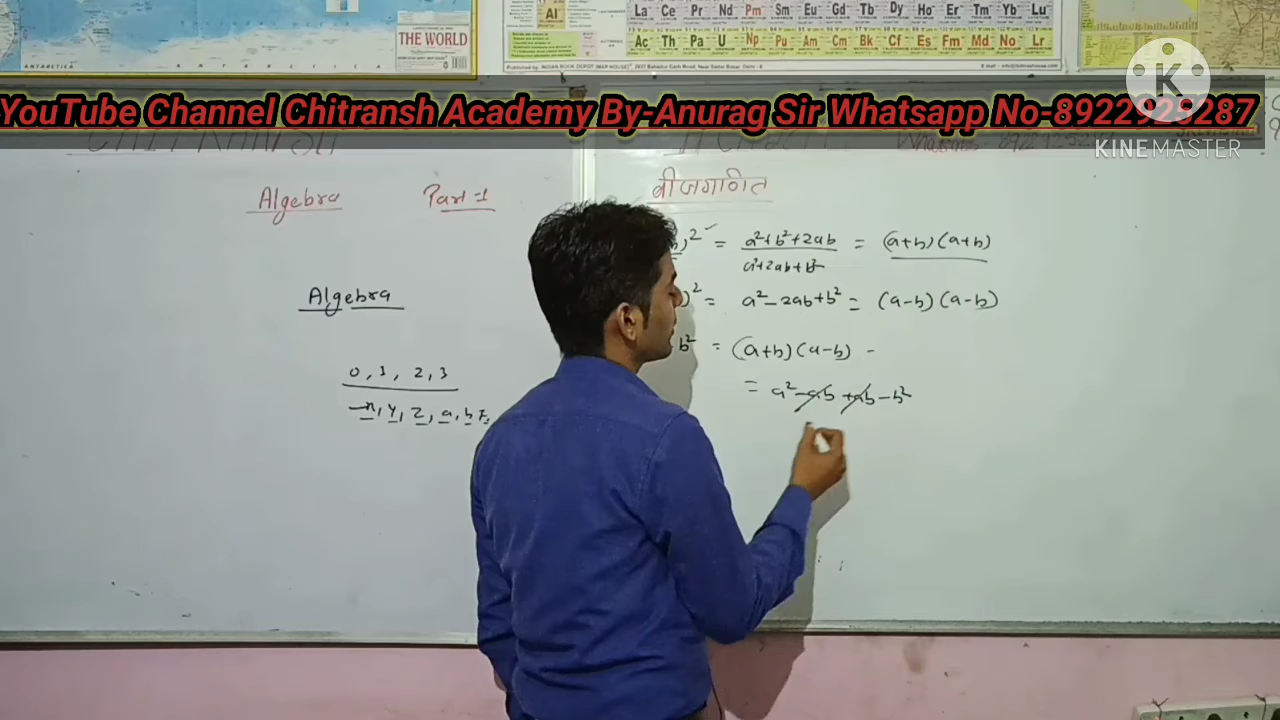 La Ce Pr Nd Pm Sm Eu Gd Tb Dy Ho Er Tm Yb Lu
Al
THE WORLD
Ac Th Pa U Np Pu Am Cm Bk Cf Es Fm Md No Lr
ANTARCTICA
K
YouTube Channel Chitransh Academy By-Anurag Sir Whatsapp No-8922925287
KINEMASTER
Algebra Part-1
बीजगणित
)² = a²+b²+2ab = (a+b)(a+b)
a²+2ab+b²
Algebra
)² = a²-2ab+b² = (a-b)(a-b)
b² = (a+b)(a-b) -
0, 1, 2, 3
= a²-ab+ab-b²
x, y, z, a, b